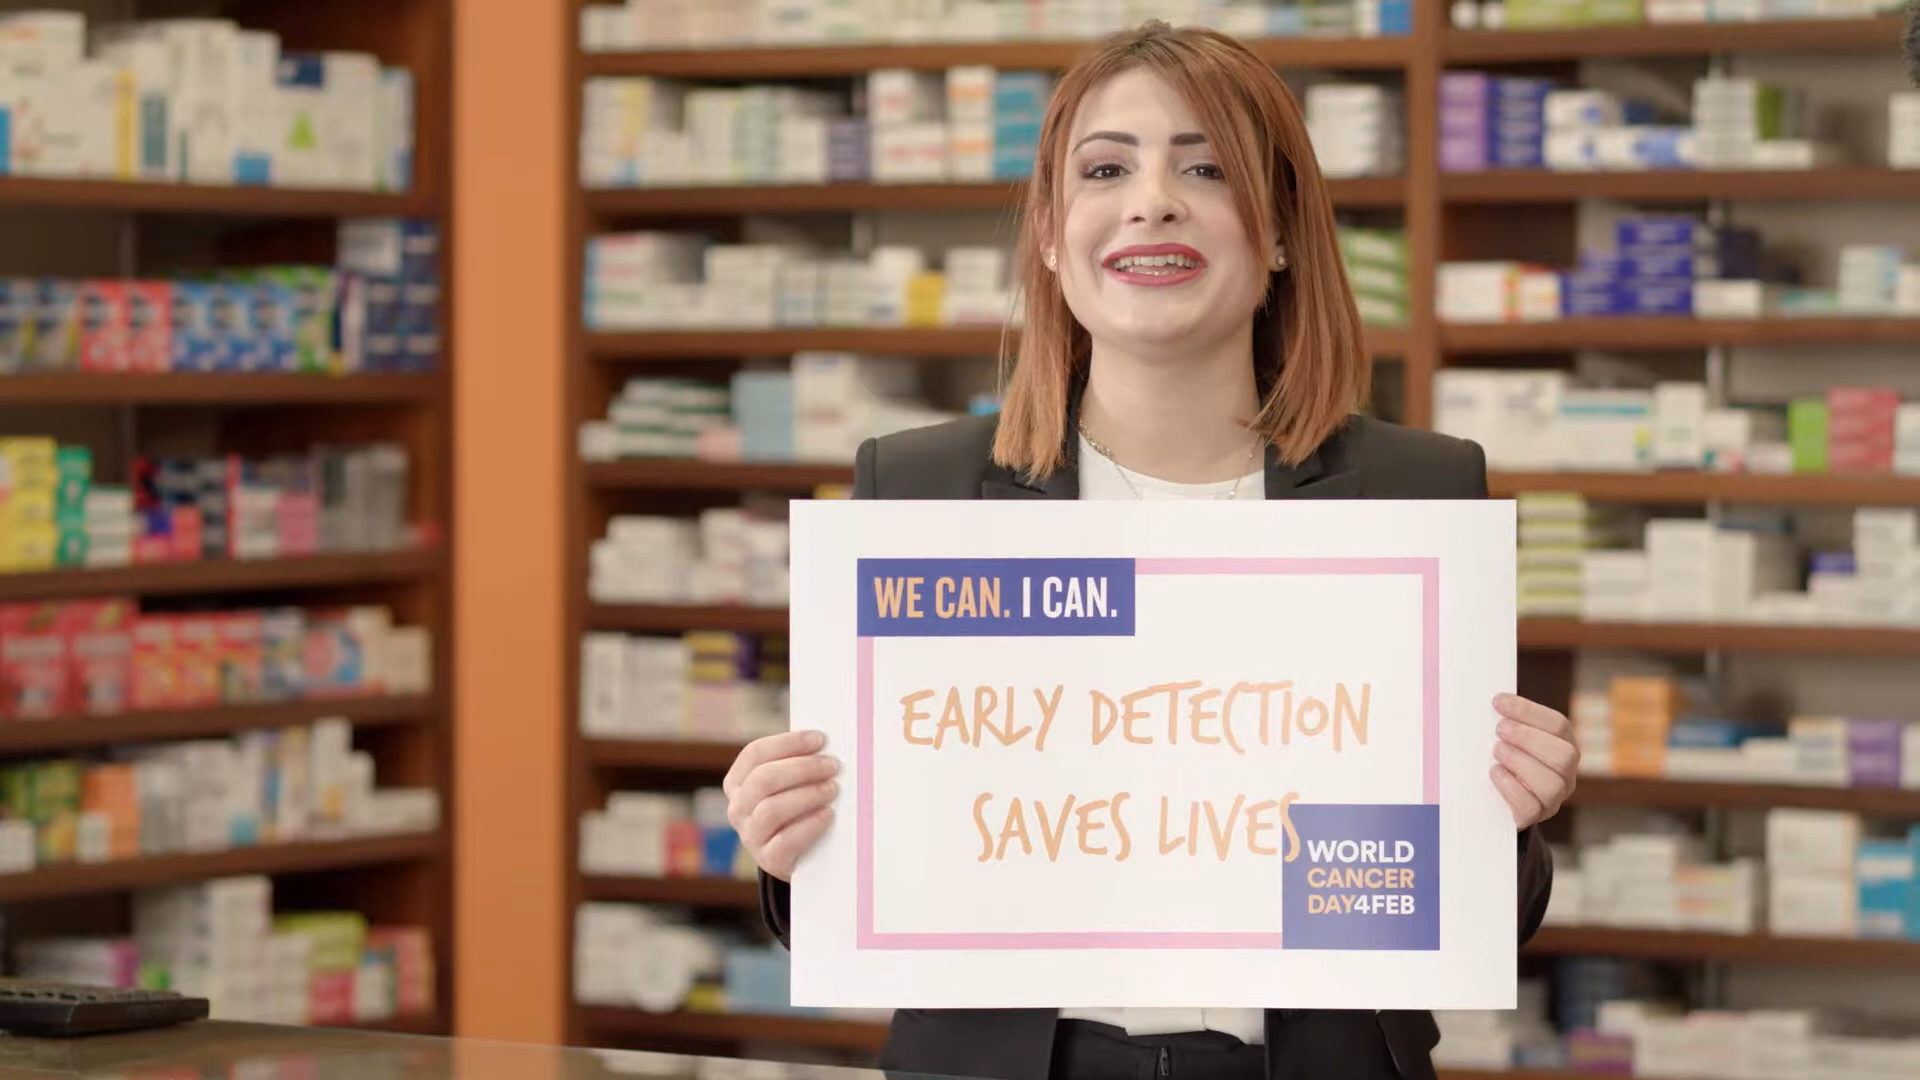 WE CAN. I CAN.
EARLY DETECTION
SAVES LIVES
WORLD
CANCER
DAY4FEB